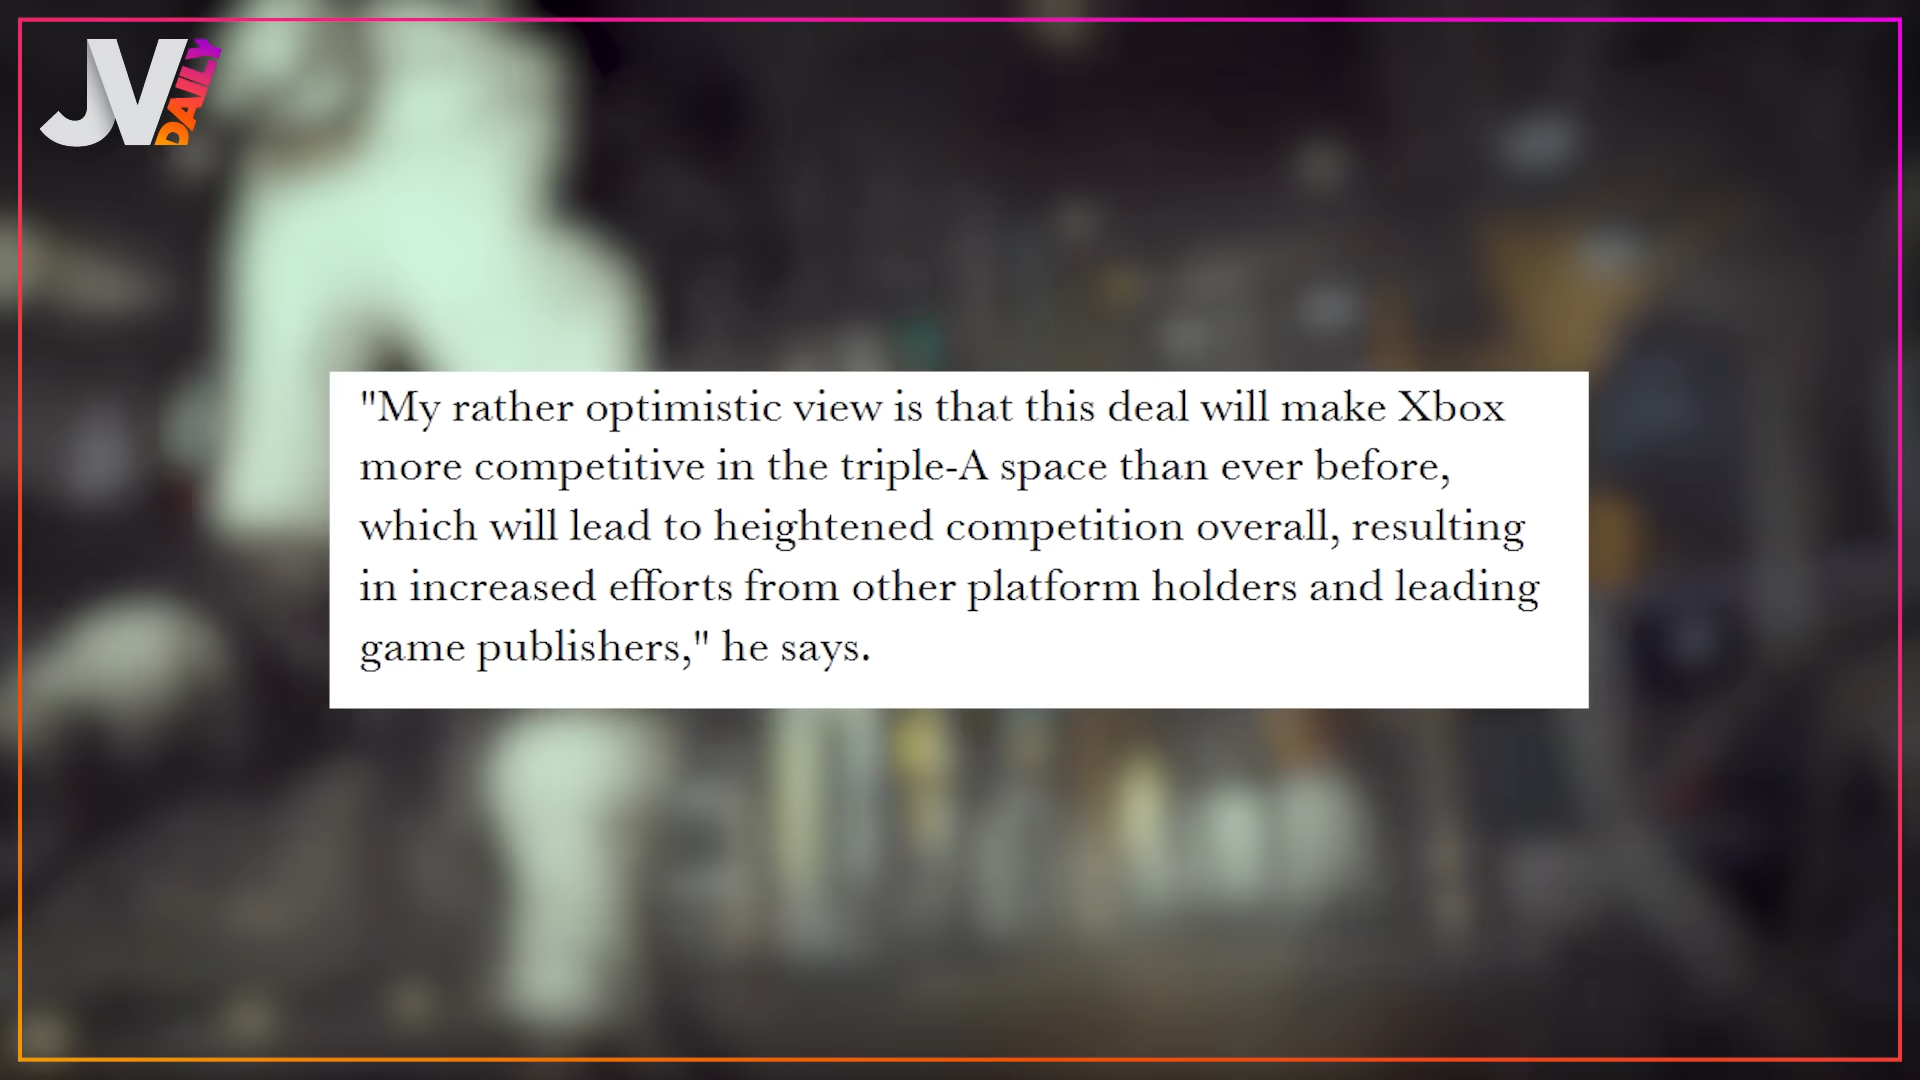 JV
DAILY
"My rather optimistic view is that this deal will make Xbox
more competitive in the triple-A space than ever before,
which will lead to heightened competition overall, resulting
in increased efforts from other platform holders and leading
game publishers," he says.